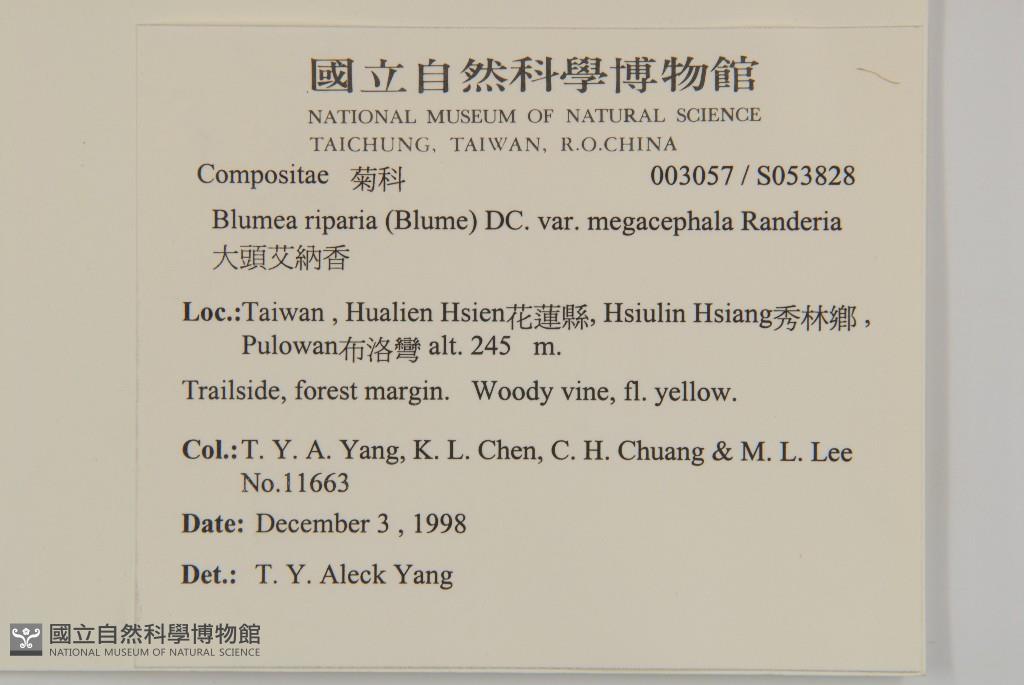 國立自然科學博物館
NATIONAL MUSEUM OF NATURAL SCIENCE
TAICHUNG, TAIWAN, R.O.CHINA
Compositae 菊科 003057 / S053828
Blumea riparia (Blume) DC. var. megacephala Randeria
大頭艾納香
Loc.:Taiwan , Hualien Hsien花蓮縣, Hsiulin Hsiang秀林鄉 ,
Pulowan布洛灣 alt. 245 m.
Trailside, forest margin. Woody vine, fl. yellow.
Col.:T. Y. A. Yang, K. L. Chen, C. H. Chuang & M. L. Lee
No.11663
Date: December 3 , 1998
Det.: T. Y. Aleck Yang
國立自然科學博物館
NATIONAL MUSEUM OF NATURAL SCIENCE